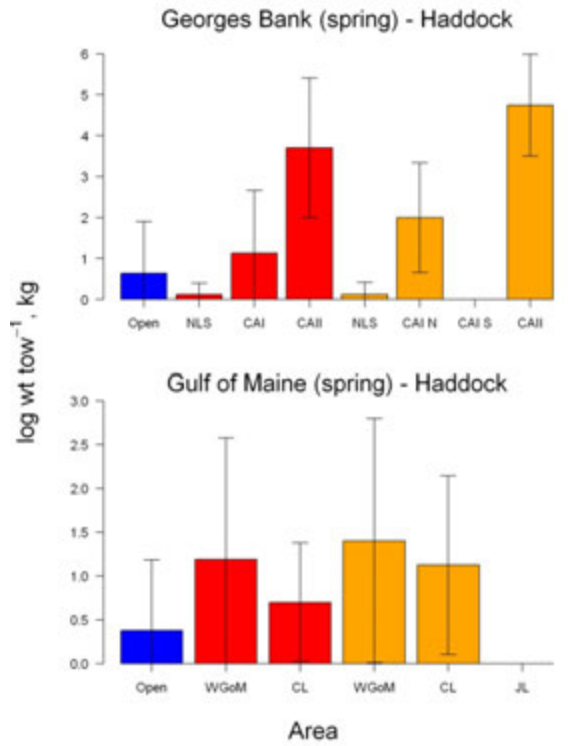 Georges Bank (spring) - Haddock
6
5
4
3
2
1
0
Open NLS CAI CAII NLS CAI N CAI S CAII
log wt tow⁻¹, kg
Gulf of Maine (spring) - Haddock
3.0
2.5
2.0
1.5
1.0
0.5
0.0
Open WGoM CL WGoM CL JL
Area